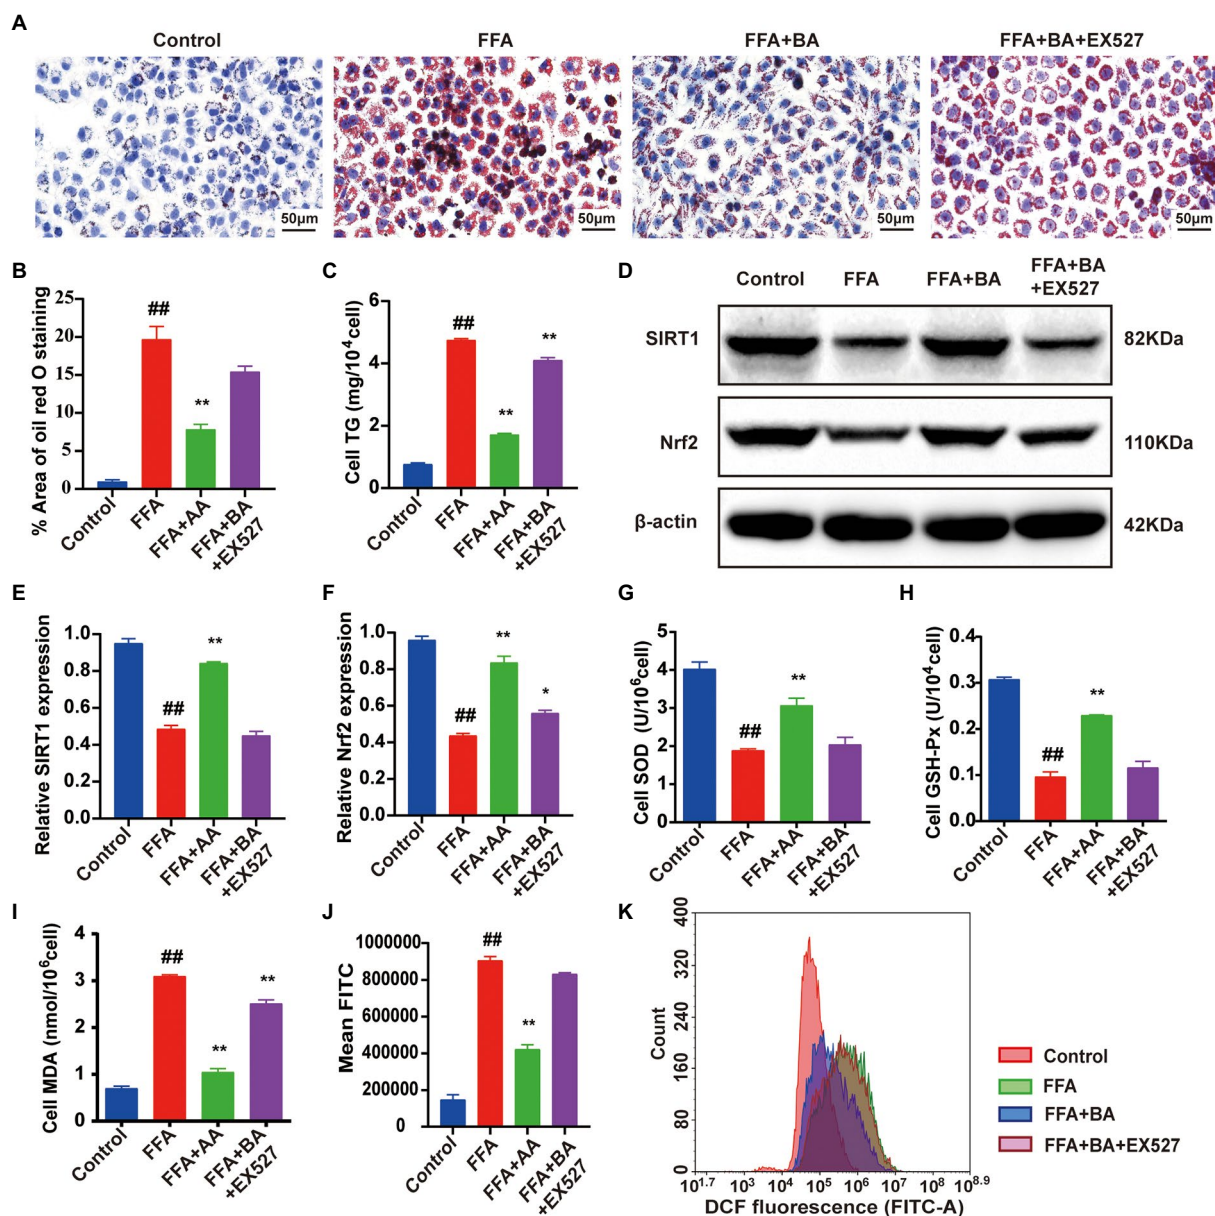 A
Control
FFA
FFA+BA
FFA+BA+EX527
50μm
50μm
50μm
50μm
B
% Area of oil red O staining
25
20
15
10
5
0
##
**
Control
FFA
FFA+AA
FFA+BA
+EX527
C
Cell TG (mg/10⁴cell)
6
4
2
0
##
**
**
Control
FFA
FFA+AA
FFA+BA
+EX527
D
Control
FFA
FFA+BA
FFA+BA
+EX527
SIRT1
82KDa
Nrf2
110KDa
β-actin
42KDa
E
Relative SIRT1 expression
1.0
0.8
0.6
0.4
0.2
0.0
##
**
Control
FFA
FFA+AA
FFA+BA
+EX527
F
Relative Nrf2 expression
1.0
0.8
0.6
0.4
0.2
0.0
##
**
*
Control
FFA
FFA+AA
FFA+BA
+EX527
G
Cell SOD (U/10⁶cell)
5
4
3
2
1
0
##
**
Control
FFA
FFA+AA
FFA+BA
+EX527
H
Cell GSH-Px (U/10⁴cell)
0.4
0.3
0.2
0.1
0.0
##
**
Control
FFA
FFA+AA
FFA+BA
+EX527
I
Cell MDA (nmol/10⁶cell)
4
3
2
1
0
##
**
**
Control
FFA
FFA+AA
FFA+BA
+EX527
J
Mean FITC
1000000
800000
600000
400000
200000
0
##
**
Control
FFA
FFA+AA
FFA+BA
+EX527
K
Count
400
320
240
160
80
0
10¹·⁷ 10³ 10⁴ 10⁵ 10⁶ 10⁷ 10⁸·⁹
DCF fluorescence (FITC-A)
Control
FFA
FFA+BA
FFA+BA+EX527